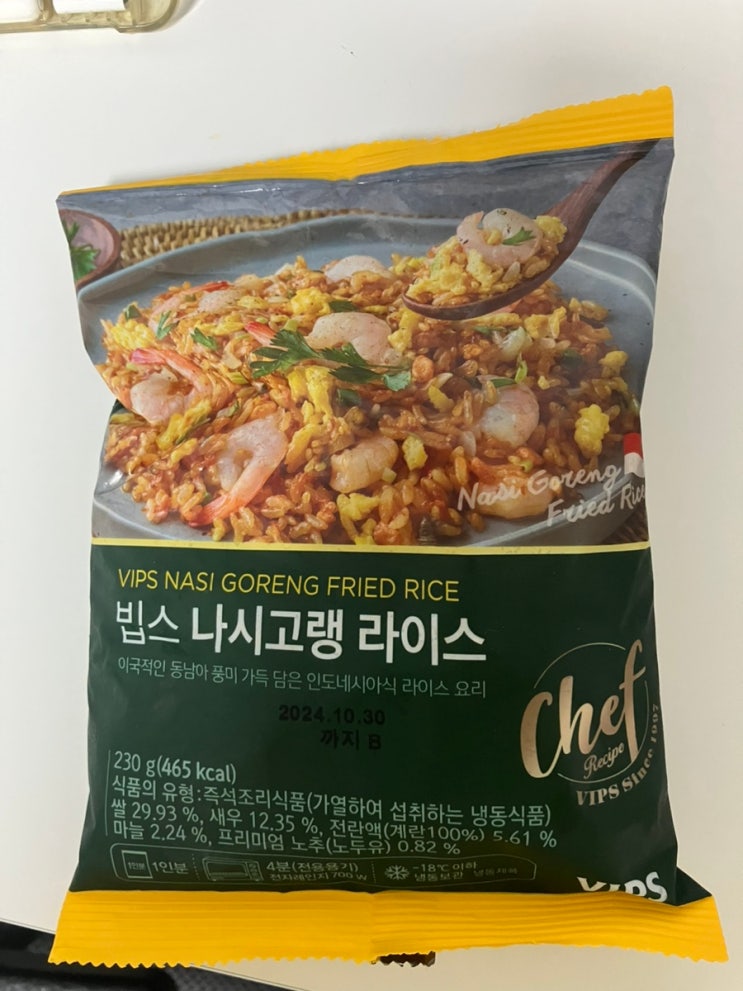 Nasi Goreng
Fried Rice
VIPS NASI GORENG FRIED RICE
빕스 나시고랭 라이스
이국적인 동남아 풍미 가득 담은 인도네시아식 라이스 요리
2024.10.30
까지 B
Chef
Recipe
VIPS Since 1997
230 g(465 kcal)
식품의 유형:즉석조리식품(가열하여 섭취하는 냉동식품)
쌀 29.93 %, 새우 12.35 %, 전란액(계란100%) 5.61 %
마늘 2.24 %, 프리미엄 노추(노두유) 0.82 %
1인분 1인분
4분(전용용기)
전자레인지 700 W
-18℃ 이하
냉동보관 냉동제품
VIPS